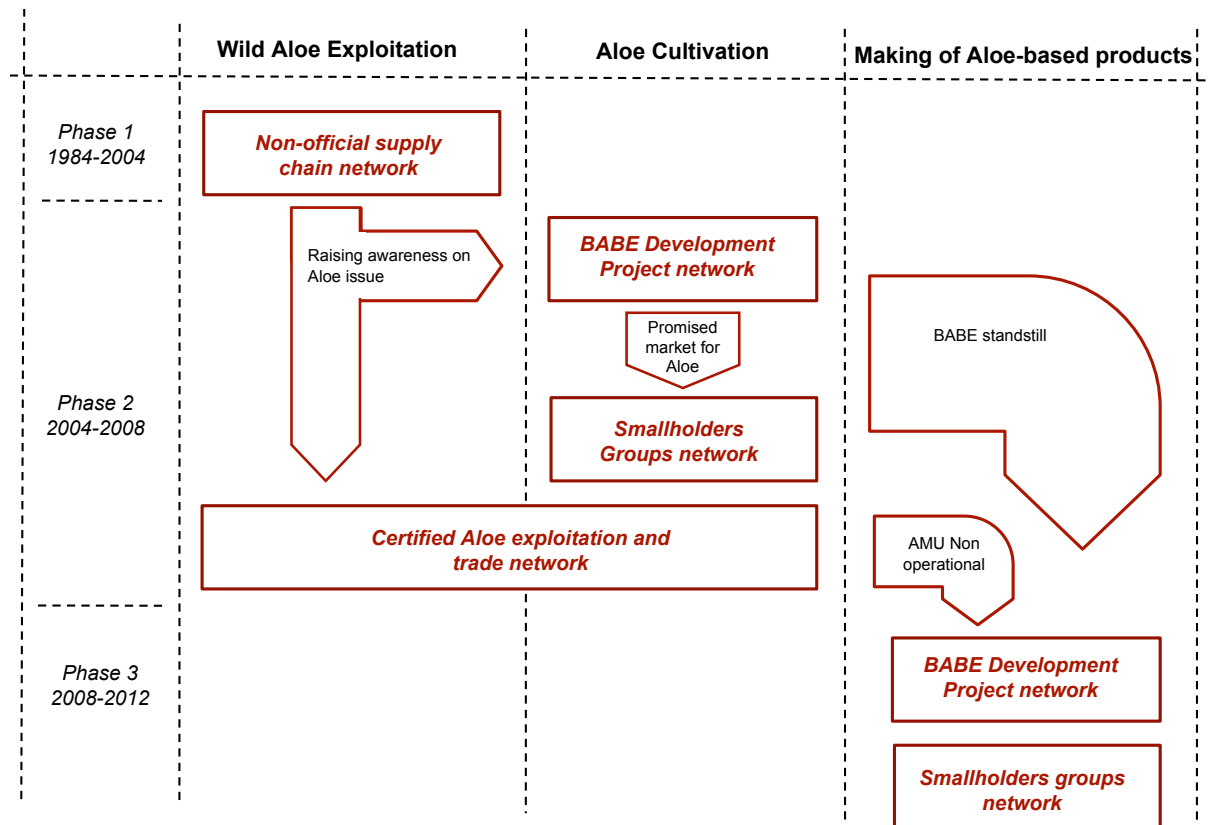 Wild Aloe Exploitation
Aloe Cultivation
Making of Aloe-based products
Phase 1
1984-2004
Non-official supply
chain network
Raising awareness on
Aloe issue
BABE Development
Project network
Promised
market for
Aloe
BABE standstill
Phase 2
2004-2008
Smallholders
Groups network
Certified Aloe exploitation and
trade network
AMU Non
operational
Phase 3
2008-2012
BABE Development
Project network
Smallholders groups
network